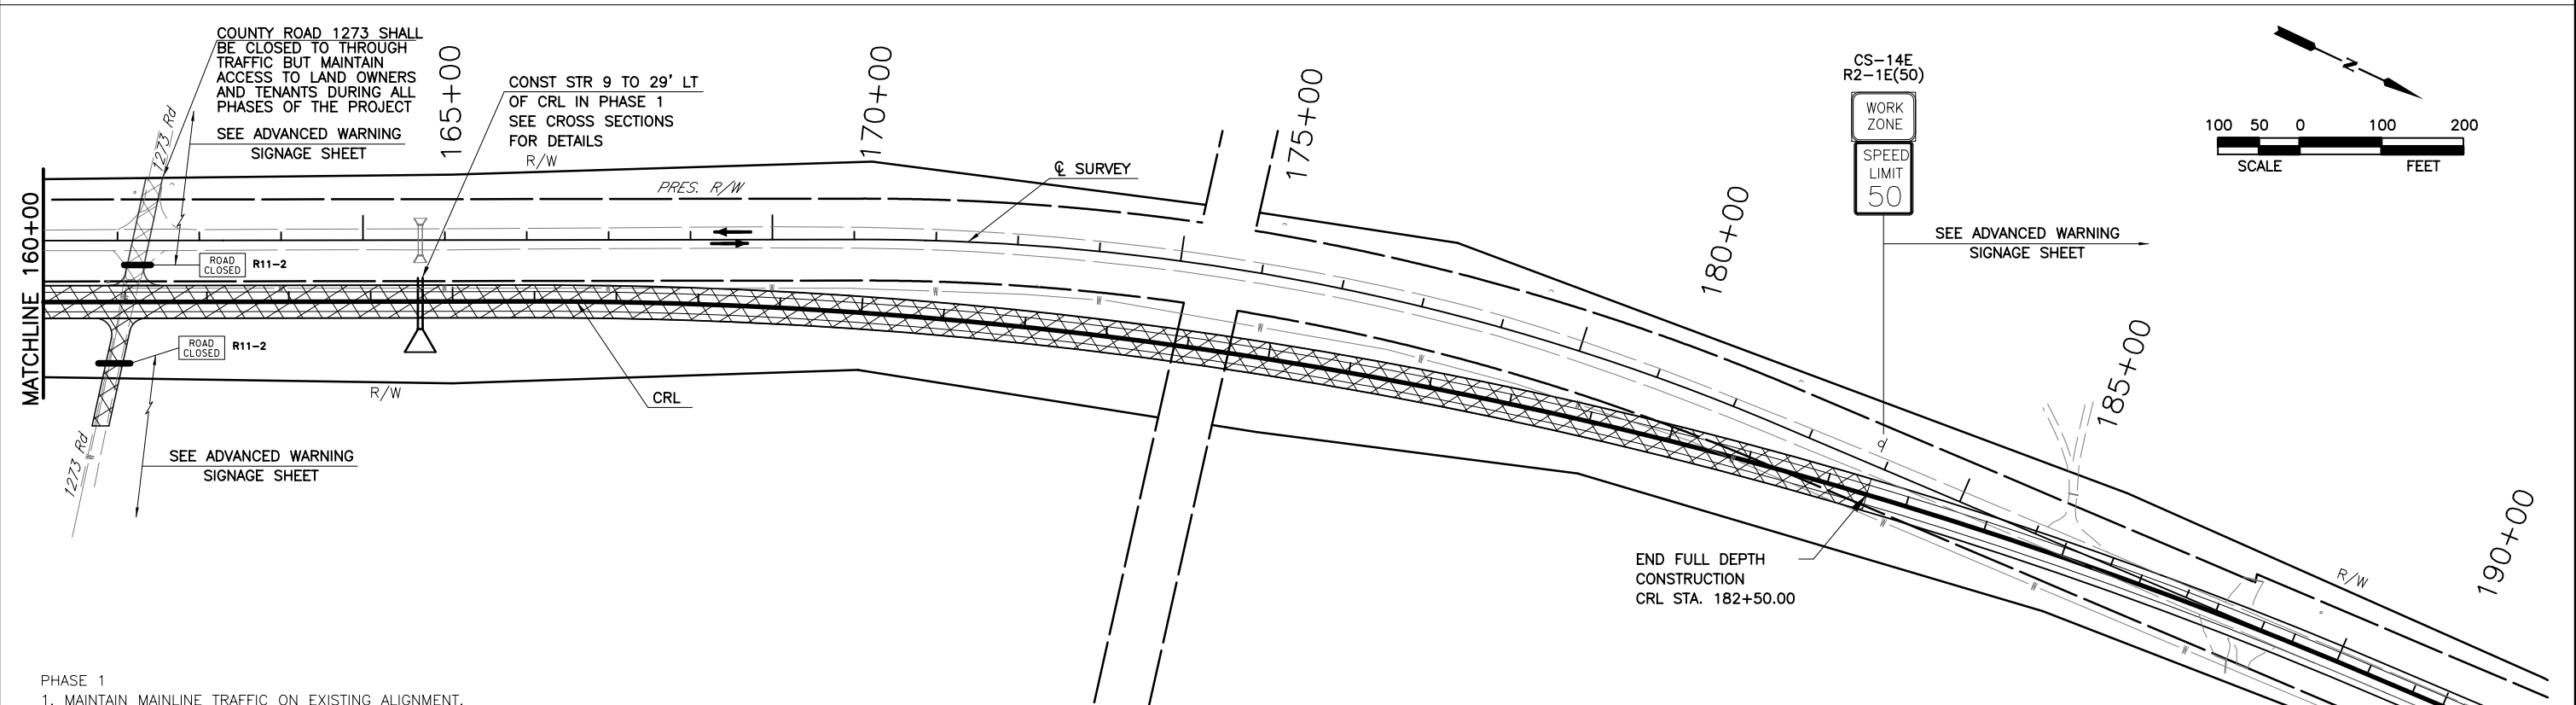 COUNTY ROAD 1273 SHALL
BE CLOSED TO THROUGH
TRAFFIC BUT MAINTAIN
ACCESS TO LAND OWNERS
AND TENANTS DURING ALL
PHASES OF THE PROJECT
SEE ADVANCED WARNING
SIGNAGE SHEET
1273 Rd
165+00
CONST STR 9 TO 29' LT
OF CRL IN PHASE 1
SEE CROSS SECTIONS
FOR DETAILS
R/W
PRES. R/W
170+00
℄ SURVEY
175+00
180+00
CS-14E
R2-1E(50)
WORK
ZONE
SPEED
LIMIT
50
SEE ADVANCED WARNING
SIGNAGE SHEET
N
100 50 0 100 200
SCALE FEET
MATCHLINE 160+00
ROAD
CLOSED
R11-2
ROAD
CLOSED
R11-2
R/W
CRL
1273 Rd
SEE ADVANCED WARNING
SIGNAGE SHEET
W
W
W
W
W
W
W
W
W
W
185+00
END FULL DEPTH
CONSTRUCTION
CRL STA. 182+50.00
R/W
190+00
PHASE 1
1. MAINTAIN MAINLINE TRAFFIC ON EXISTING ALIGNMENT.